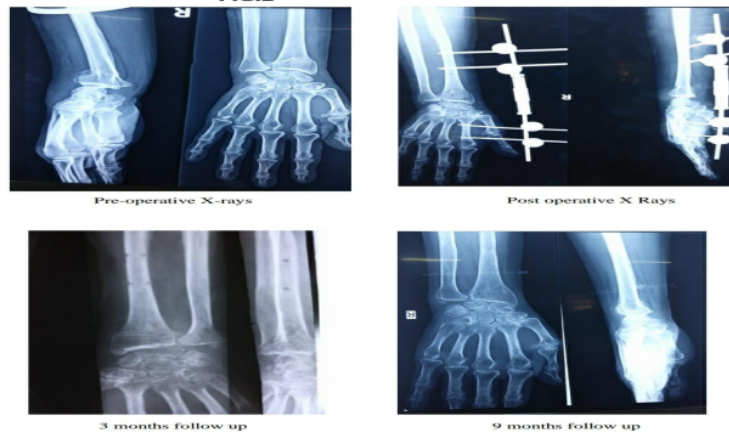 R
Pre-operative X-rays
R
Post operative X Rays
3 months follow up
R
9 months follow up